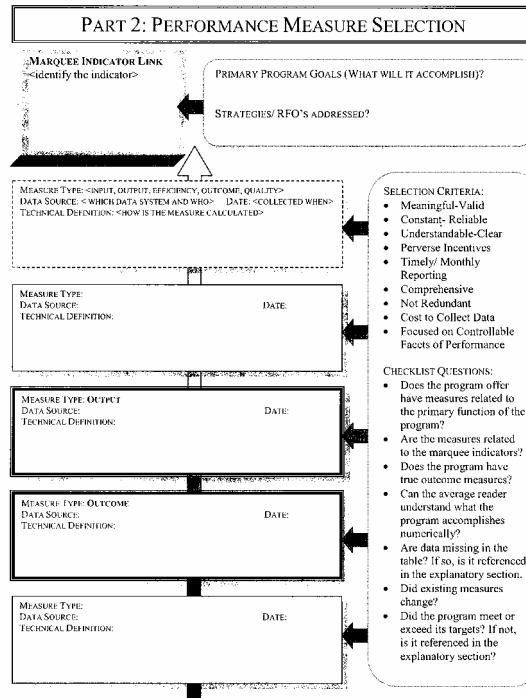 PART 2: PERFORMANCE MEASURE SELECTION
MARQUEE INDICATOR LINK
<identify the indicator>
PRIMARY PROGRAM GOALS (WHAT WILL IT ACCOMPLISH)?
STRATEGIES/ RFO'S ADDRESSED?
MEASURE TYPE: <INPUT, OUTPUT, EFFICIENCY, OUTCOME, QUALITY>
DATA SOURCE: < WHICH DATA SYSTEM AND WHO> DATE: <COLLECTED WHEN>
TECHNICAL DEFINITION: <HOW IS THE MEASURE CALCULATED>
MEASURE TYPE:
DATA SOURCE: DATE:
TECHNICAL DEFINITION:
MEASURE TYPE: OUTPUT
DATA SOURCE: DATE:
TECHNICAL DEFINITION:
MEASURE TYPE: OUTCOME
DATA SOURCE: DATE:
TECHNICAL DEFINITION:
MEASURE TYPE:
DATA SOURCE: DATE:
TECHNICAL DEFINITION:
SELECTION CRITERIA:
• Meaningful-Valid
• Constant- Reliable
• Understandable-Clear
• Perverse Incentives
• Timely/ Monthly
Reporting
• Comprehensive
• Not Redundant
• Cost to Collect Data
• Focused on Controllable
Facets of Performance
CHECKLIST QUESTIONS:
• Does the program offer
have measures related to
the primary function of the
program?
• Are the measures related
to the marquee indicators?
• Does the program have
true outcome measures?
• Can the average reader
understand what the
program accomplishes
numerically?
• Are data missing in the
table? If so, is it referenced
in the explanatory section.
• Did existing measures
change?
• Did the program meet or
exceed its targets? If not,
is it referenced in the
explanatory section?